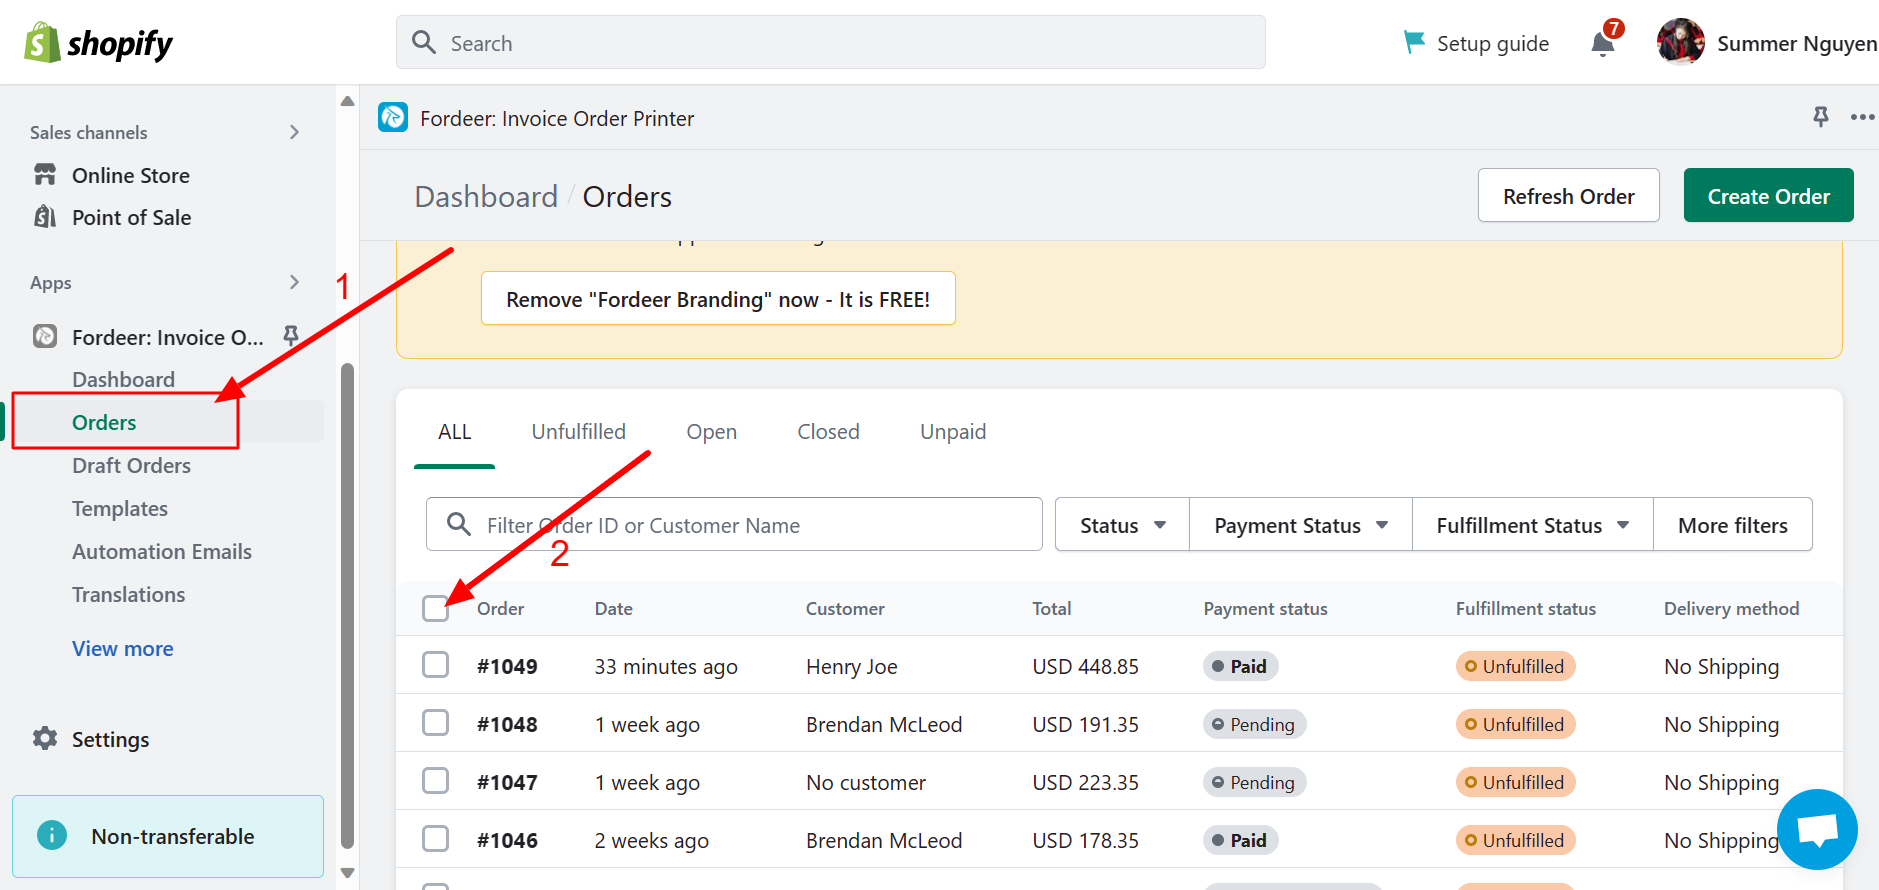 shopify
Search
Setup guide
7
Summer Nguyen
Sales channels
Online Store
Point of Sale
Apps
Fordeer: Invoice O...
Dashboard
Orders
Draft Orders
Templates
Automation Emails
Translations
View more
Settings
Non-transferable
1
Fordeer: Invoice Order Printer
Dashboard / Orders
Refresh Order
Create Order
Remove "Fordeer Branding" now - It is FREE!
ALL Unfulfilled Open Closed Unpaid
Filter Order ID or Customer Name
Status Payment Status Fulfillment Status More filters
2
Order Date Customer Total Payment status Fulfillment status Delivery method
#1049 33 minutes ago Henry Joe USD 448.85 Paid Unfulfilled No Shipping
#1048 1 week ago Brendan McLeod USD 191.35 Pending Unfulfilled No Shipping
#1047 1 week ago No customer USD 223.35 Pending Unfulfilled No Shipping
#1046 2 weeks ago Brendan McLeod USD 178.35 Paid Unfulfilled No Shipping